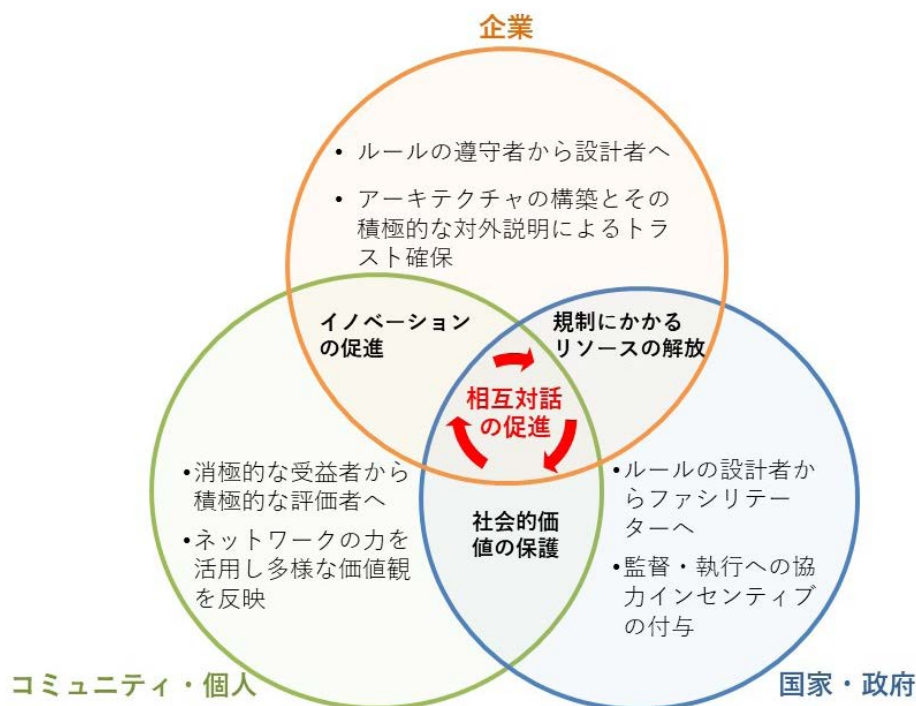 企業
• ルールの遵守者から設計者へ
• アーキテクチャの構築とその
積極的な対外説明によるトラ
スト確保
イノベーション
の促進
規制にかかる
リソースの解放
相互対話
の促進
•消極的な受益者から
積極的な評価者へ
•ネットワークの力を
活用し多様な価値観
を反映
社会的価
値の保護
•ルールの設計者か
らファシリテー
ターへ
•監督・執行への協
力インセンティブ
の付与
コミュニティ・個人
国家・政府